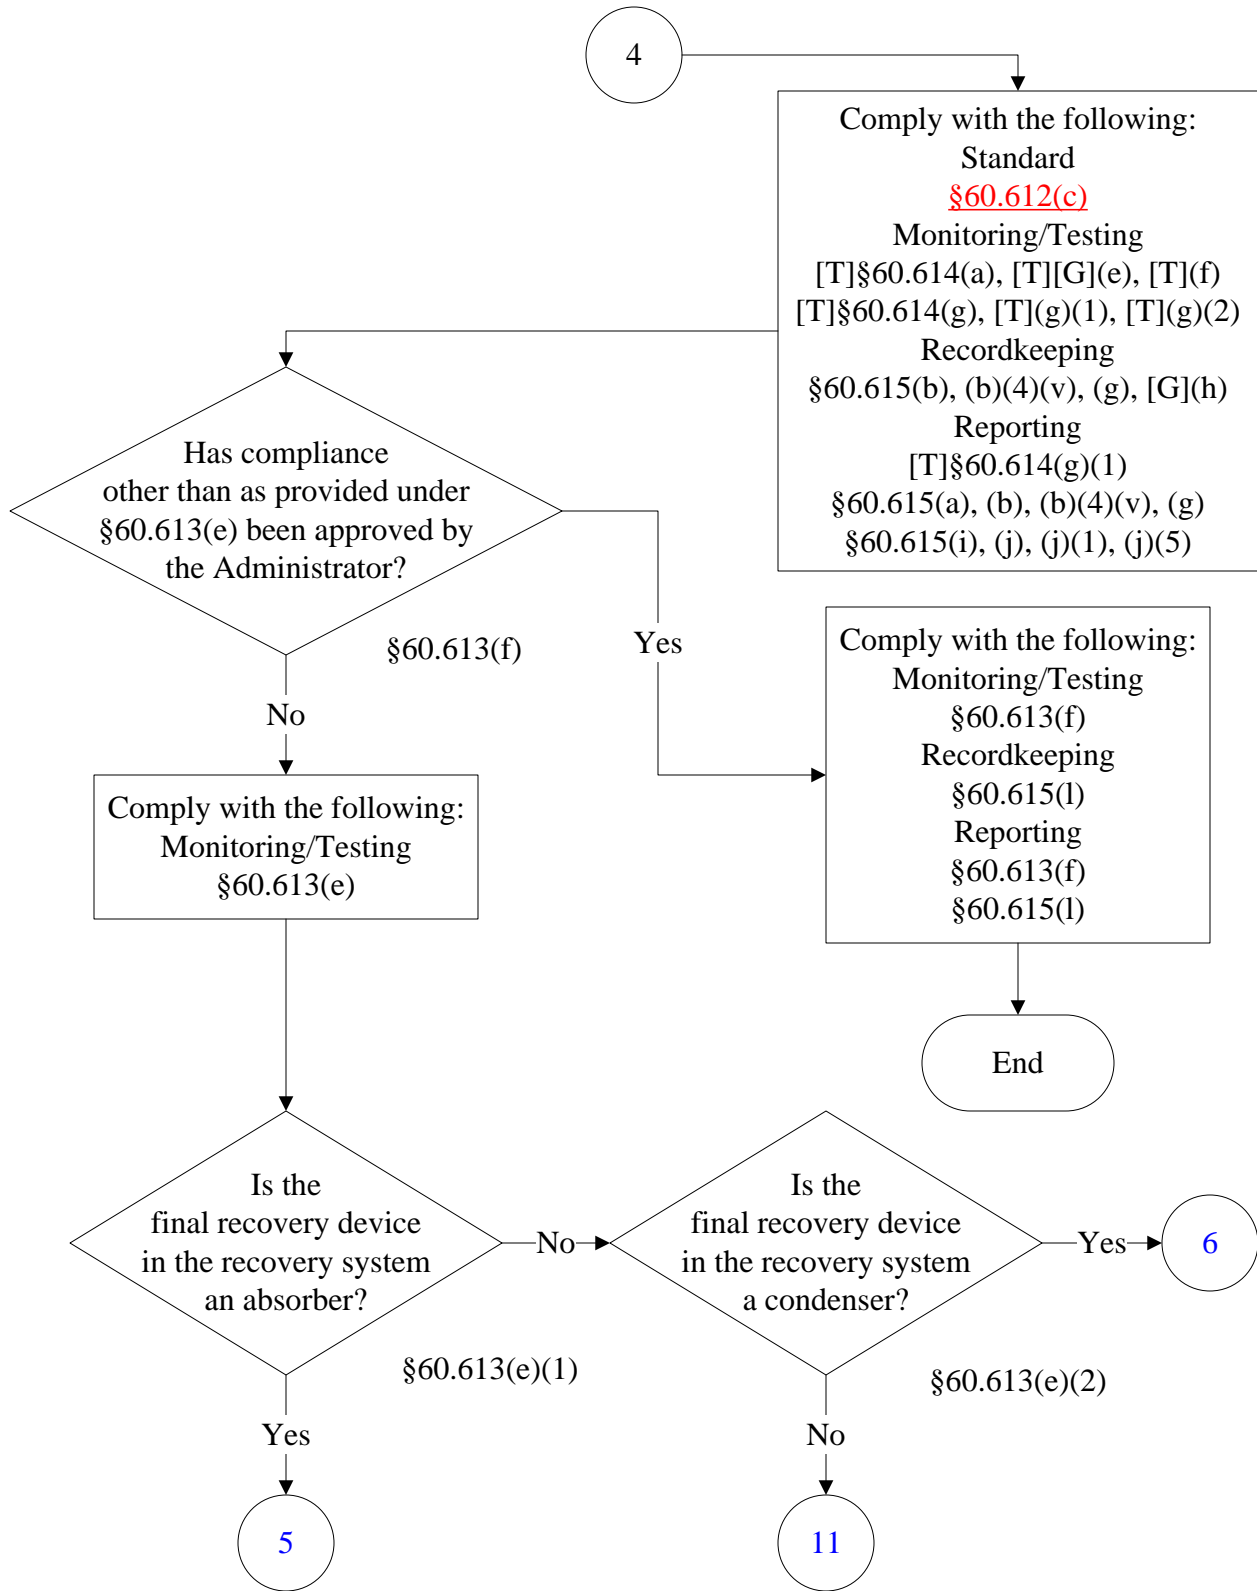 4
Comply with the following:
Standard
§60.612(c)
Monitoring/Testing
[T]§60.614(a), [T][G](e), [T](f)
[T]§60.614(g), [T](g)(1), [T](g)(2)
Recordkeeping
§60.615(b), (b)(4)(v), (g), [G](h)
Reporting
[T]§60.614(g)(1)
§60.615(a), (b), (b)(4)(v), (g)
§60.615(i), (j), (j)(1), (j)(5)
Has compliance
other than as provided under
§60.613(e) been approved by
the Administrator?
§60.613(f)
Yes
No
Comply with the following:
Monitoring/Testing
§60.613(f)
Recordkeeping
§60.615(l)
Reporting
§60.613(f)
§60.615(l)
End
Comply with the following:
Monitoring/Testing
§60.613(e)
Is the
final recovery device
in the recovery system
an absorber?
§60.613(e)(1)
No
Yes
5
Is the
final recovery device
in the recovery system
a condenser?
§60.613(e)(2)
Yes
6
No
11